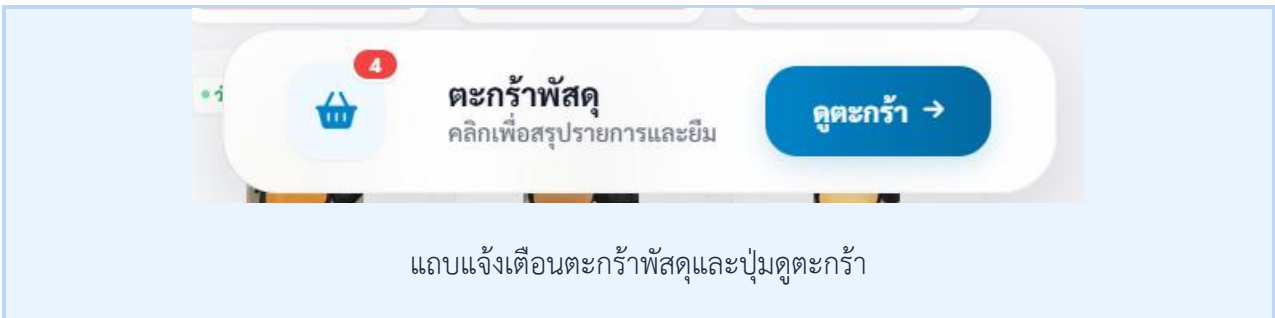 4
ตะกร้าพัสดุ
คลิกเพื่อสรุปรายการและยืม
ดูตะกร้า →
แถบแจ้งเตือนตะกร้าพัสดุและปุ่มดูตะกร้า